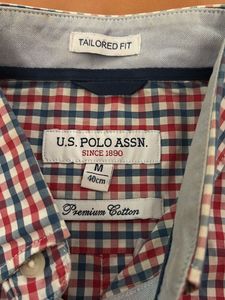 TAILORED FIT
U.S. POLO ASSN.
SINCE 1890
M
40cm
Premium Cotton